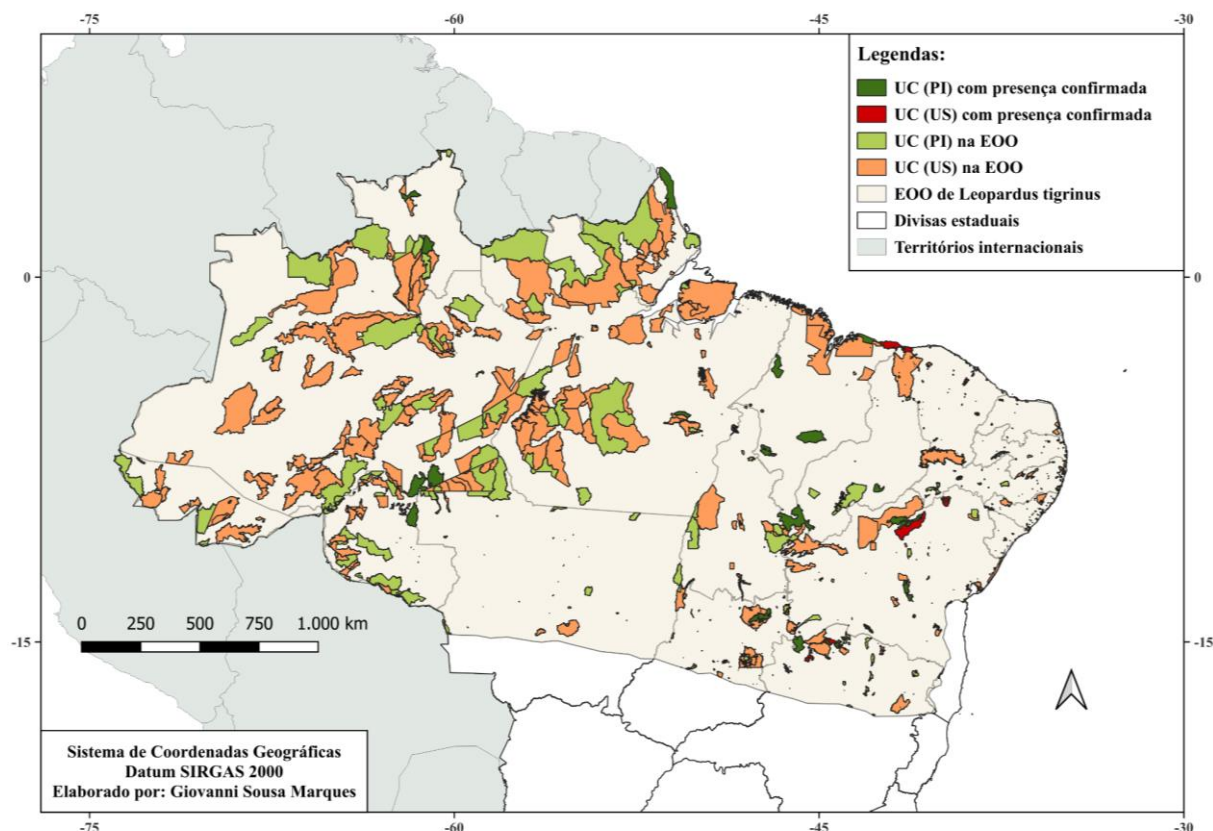 -75 -60 -45 -30
Legendas:
UC (PI) com presença confirmada
UC (US) com presença confirmada
UC (PI) na EOO
UC (US) na EOO
EOO de Leopardus tigrinus
Divisas estaduais
Territórios internacionais
0 0
0 250 500 750 1.000 km
-15 -15
Sistema de Coordenadas Geográficas
Datum SIRGAS 2000
Elaborado por: Giovanni Sousa Marques
-75 -60 -45 -30